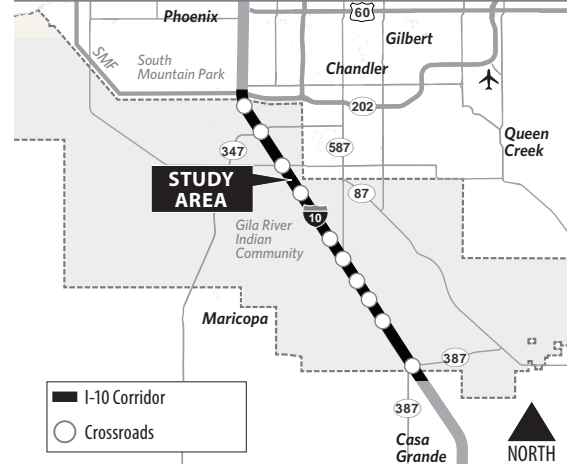 Phoenix
60
Gilbert
SMF
South
Mountain Park
Chandler
202
Queen
Creek
347
587
STUDY
AREA
87
10
Gila River
Indian
Community
Maricopa
387
I-10 Corridor
387
Crossroads
Casa
Grande
NORTH